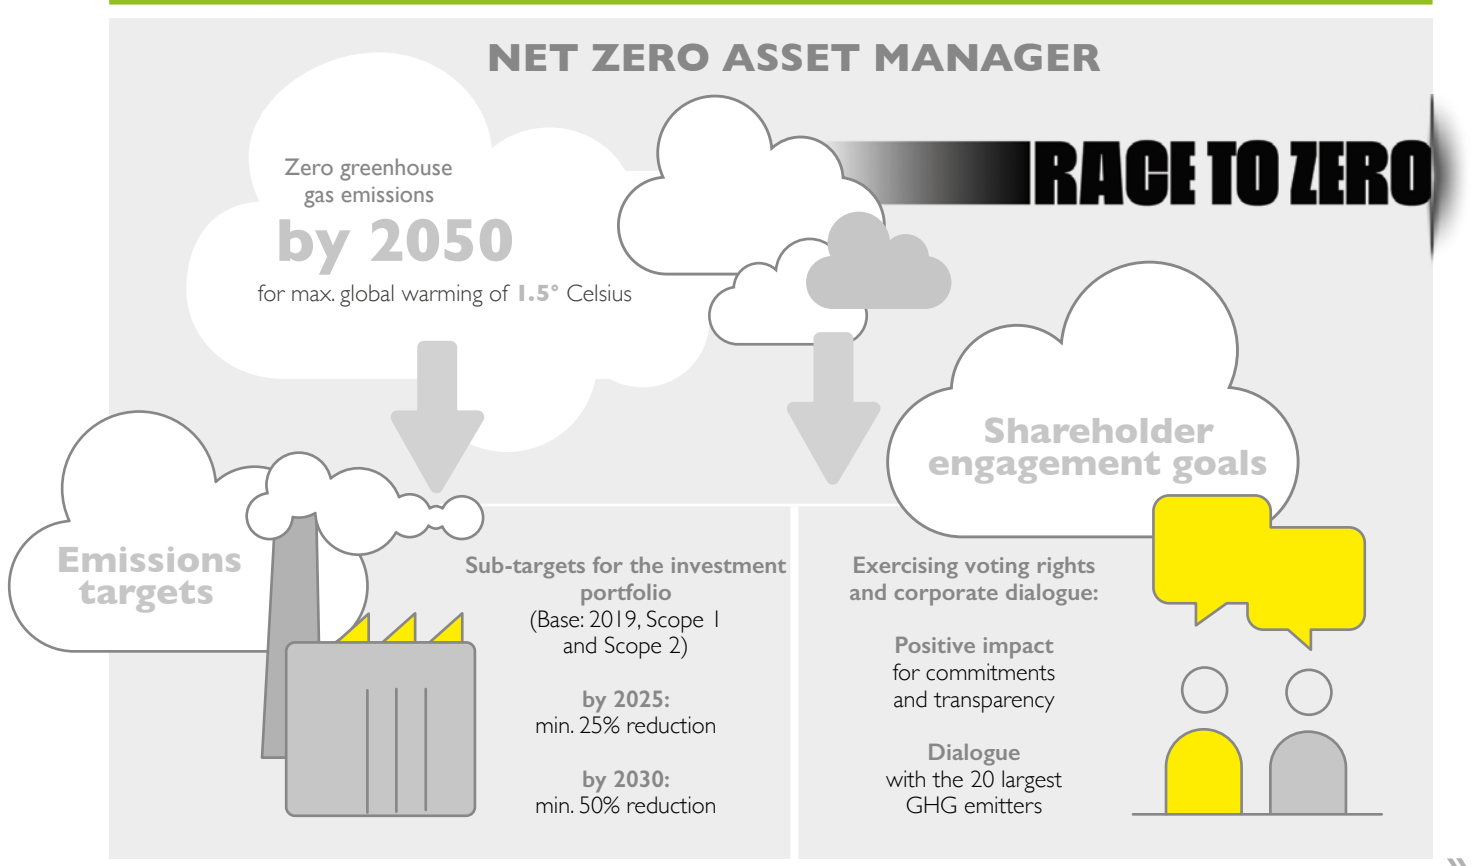 NET ZERO ASSET MANAGER
RACE TO ZERO
Zero greenhouse
gas emissions
by 2050
for max. global warming of 1.5° Celsius
Emissions
targets
Sub-targets for the investment
portfolio
(Base: 2019, Scope 1
and Scope 2)
by 2025:
min. 25% reduction
by 2030:
min. 50% reduction
Shareholder
engagement goals
Exercising voting rights
and corporate dialogue:
Positive impact
for commitments
and transparency
Dialogue
with the 20 largest
GHG emitters